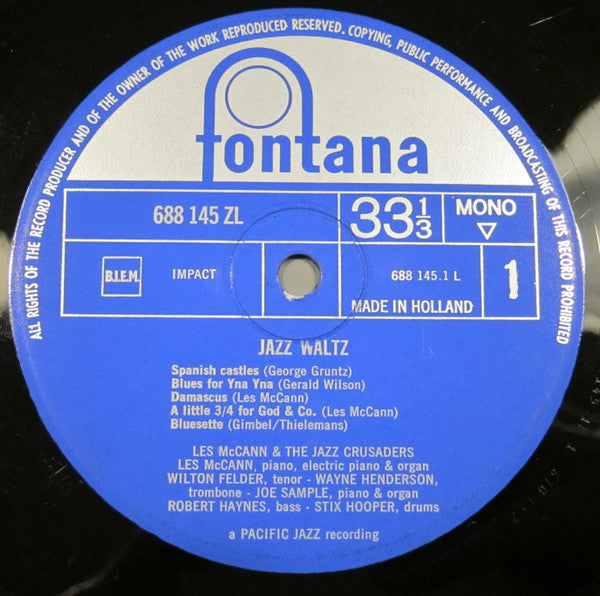 ALL RIGHTS OF THE RECORD PRODUCER AND OF THE OWNER OF THE WORK REPRODUCED RESERVED. COPYING, PUBLIC PERFORMANCE AND BROADCASTING OF THIS RECORD PROHIBITED
fontana
688 145 ZL
33 1/3
MONO
▽
B.I.E.M.
IMPACT
688 145.1 L
1
MADE IN HOLLAND
JAZZ WALTZ
Spanish castles (George Gruntz)
Blues for Yna Yna (Gerald Wilson)
Damascus (Les McCann)
A little 3/4 for God & Co. (Les McCann)
Bluesette (Gimbel/Thielemans)
LES McCANN & THE JAZZ CRUSADERS
LES McCANN, piano, electric piano & organ
WILTON FELDER, tenor - WAYNE HENDERSON,
trombone - JOE SAMPLE, piano & organ
ROBERT HAYNES, bass - STIX HOOPER, drums
a PACIFIC JAZZ recording